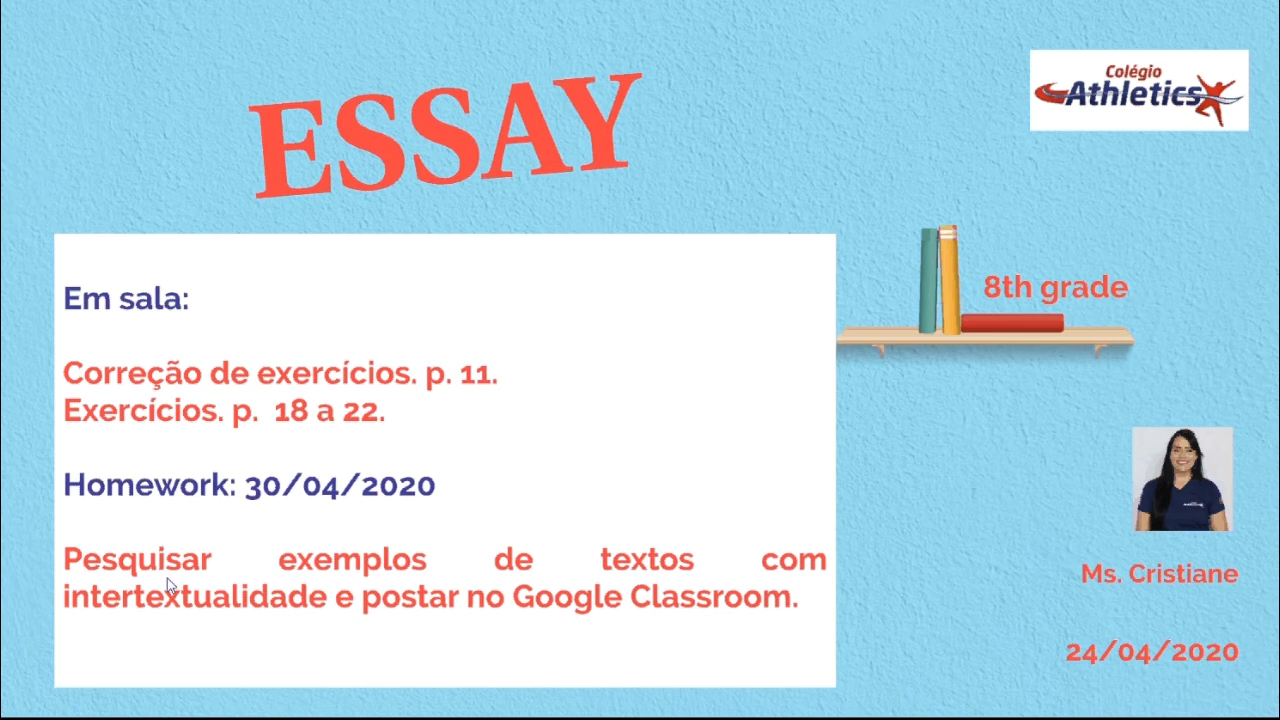 ESSAY
Colégio
Athletics
Em sala:
Correção de exercícios. p. 11.
Exercícios. p. 18 a 22.
Homework: 30/04/2020
Pesquisar exemplos de textos com
intertextualidade e postar no Google Classroom.
8th grade
Ms. Cristiane
24/04/2020